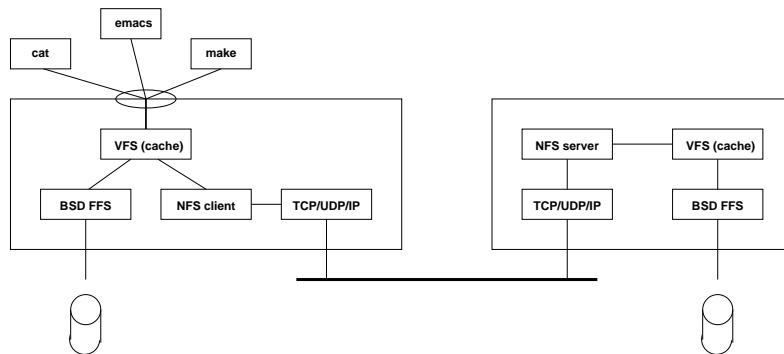 emacs
cat
make
VFS (cache)
BSD FFS
NFS client
TCP/UDP/IP
NFS server
VFS (cache)
TCP/UDP/IP
BSD FFS